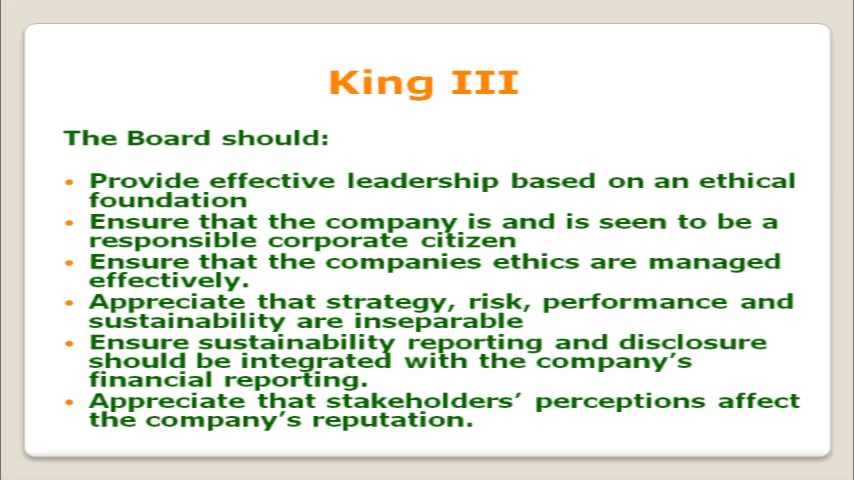 King III
The Board should:
• Provide effective leadership based on an ethical
foundation
• Ensure that the company is and is seen to be a
responsible corporate citizen
• Ensure that the companies ethics are managed
effectively.
• Appreciate that strategy, risk, performance and
sustainability are inseparable
• Ensure sustainability reporting and disclosure
should be integrated with the company’s
financial reporting.
• Appreciate that stakeholders’ perceptions affect
the company’s reputation.